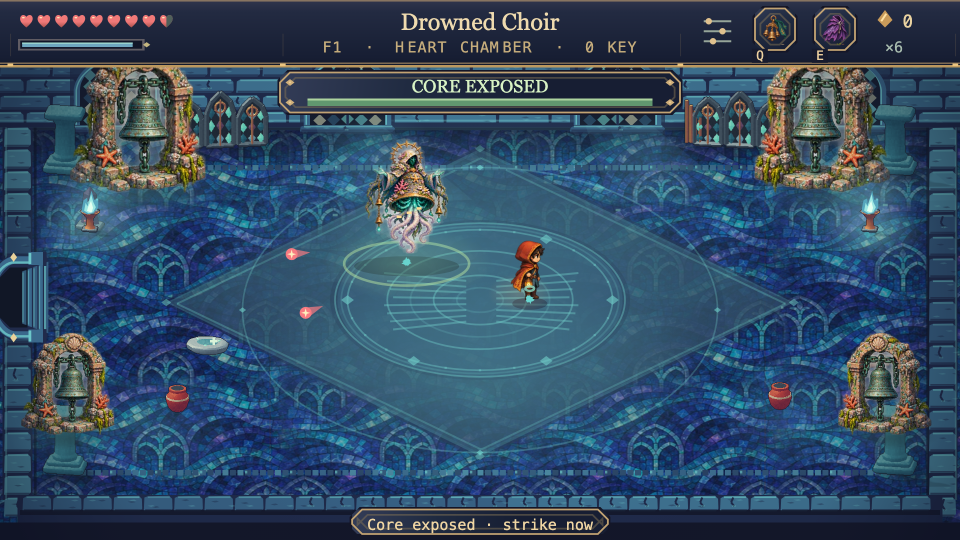 Drowned Choir
F1 · HEART CHAMBER · 0 KEY
Q
E
0
×6
CORE EXPOSED
Core exposed · strike now